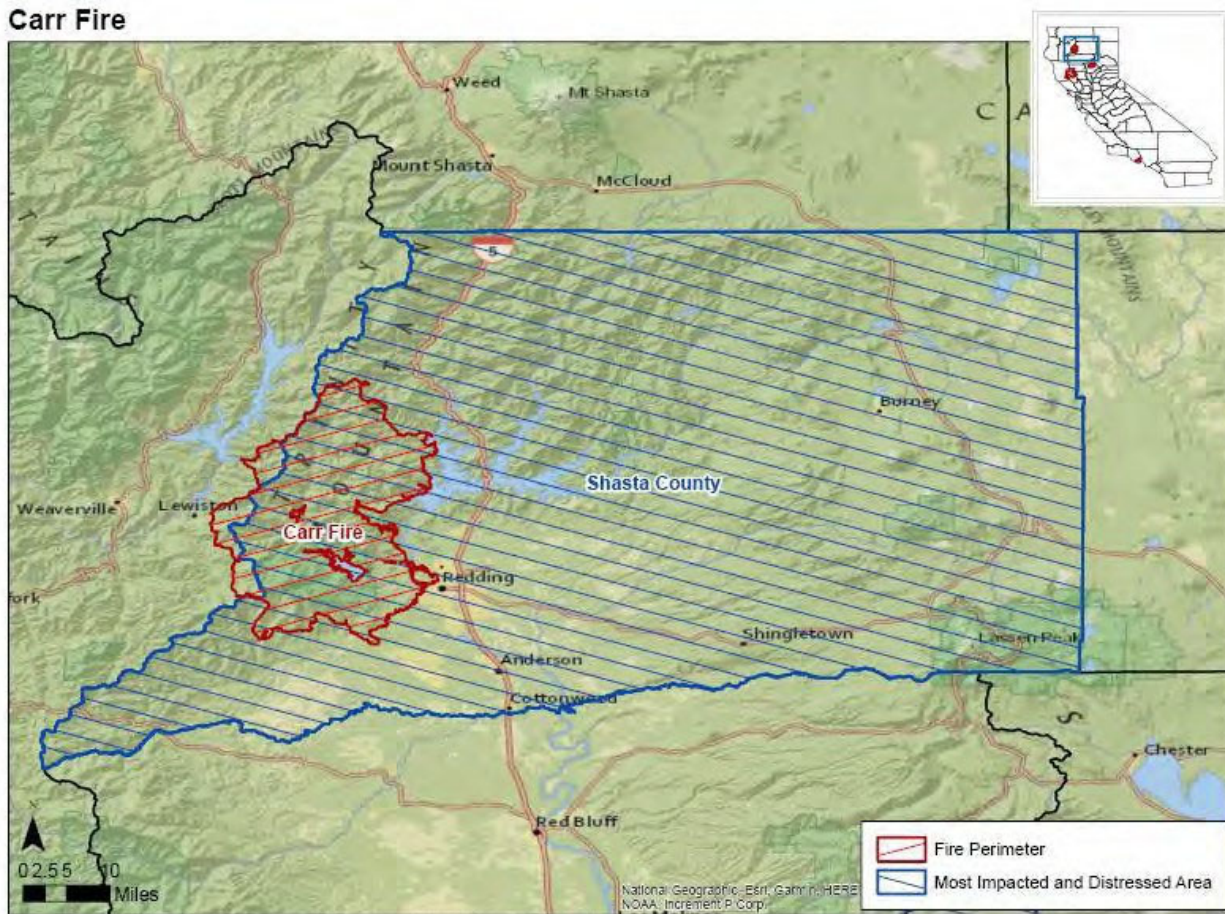 Carr Fire
Weed
Mt Shasta
C A
MOUNTAINS
Mount Shasta
McCloud
5
MOUNTAINS
Burney
Shasta County
Weaverville
Lewiston
Carr Fire
Redding
fork
Shingletown
Lassen Peak
Anderson
Cottonwood
S
Chester
Red Bluff
0 2.5 5 10
Miles
Fire Perimeter
Most Impacted and Distressed Area
National Geographic, Esri, Garmin, HERE
NOAA, Increment P Corp.